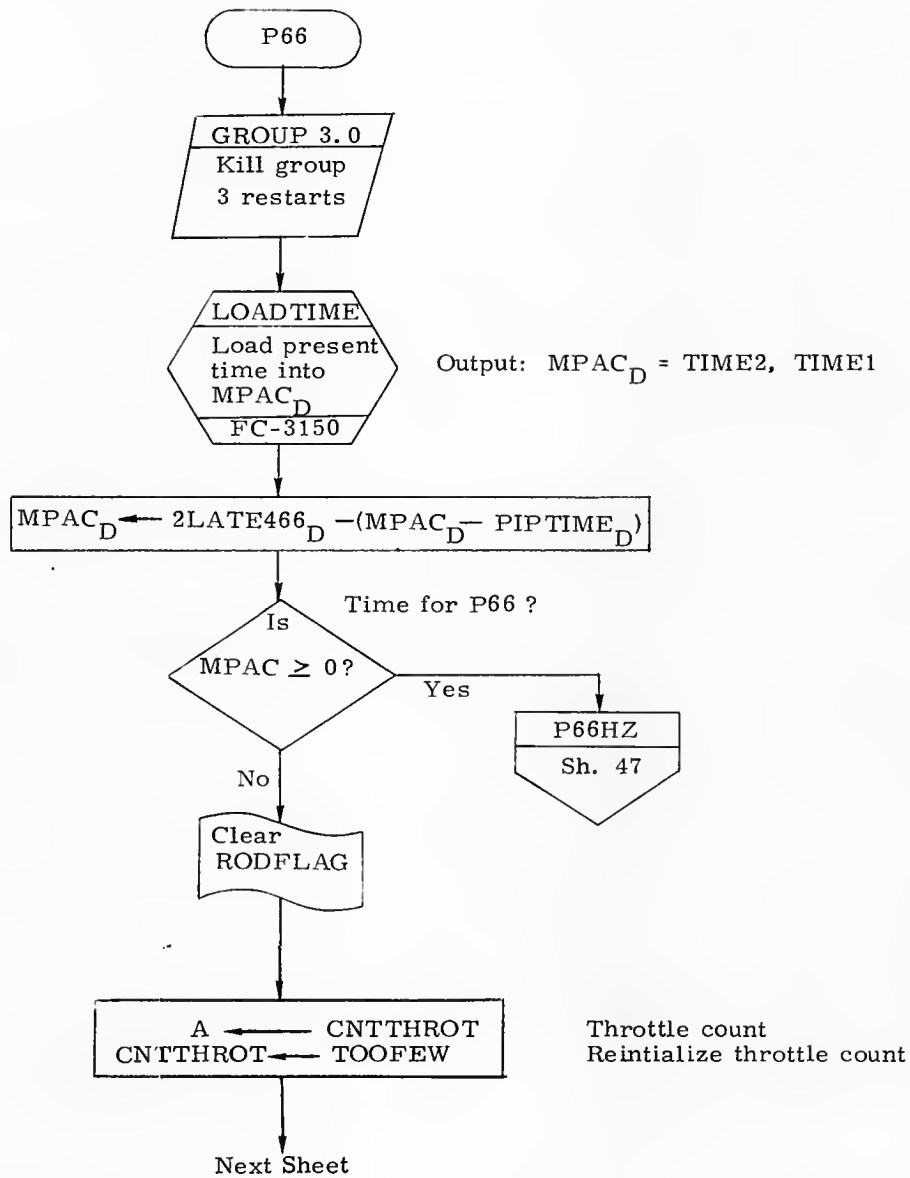 P66
GROUP 3.0
Kill group
3 restarts
LOADTIME
Load present
time into
MPAC_D
FC-3150
Output: MPAC_D = TIME2, TIME1
MPAC_D ← 2LATE466_D -(MPAC_D - PIPTIME_D)
Time for P66 ?
Is
MPAC ≥ 0?
Yes
P66HZ
Sh. 47
No
Clear
RODFLAG
A ← CNTTHROT
CNTTHROT ← TOOFEW
Throttle count
Reintialize throttle count
Next Sheet